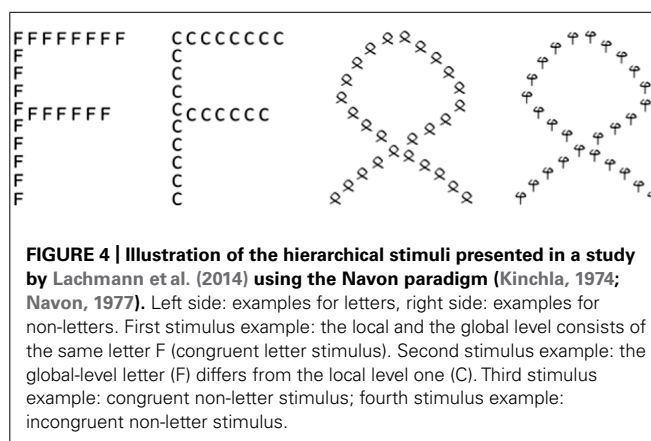 F F F F F F F F F C C C C C C C C C
F C
F C
F C
F C
F F F F F F C C C C C C
F C
F C
F C
F C
F C
FIGURE 4 | Illustration of the hierarchical stimuli presented in a study
by Lachmann et al. (2014) using the Navon paradigm (Kinchla, 1974;
Navon, 1977). Left side: examples for letters, right side: examples for
non-letters. First stimulus example: the local and the global level consists of
the same letter F (congruent letter stimulus). Second stimulus example: the
global-level letter (F) differs from the local level one (C). Third stimulus
example: congruent non-letter stimulus; fourth stimulus example:
incongruent non-letter stimulus.